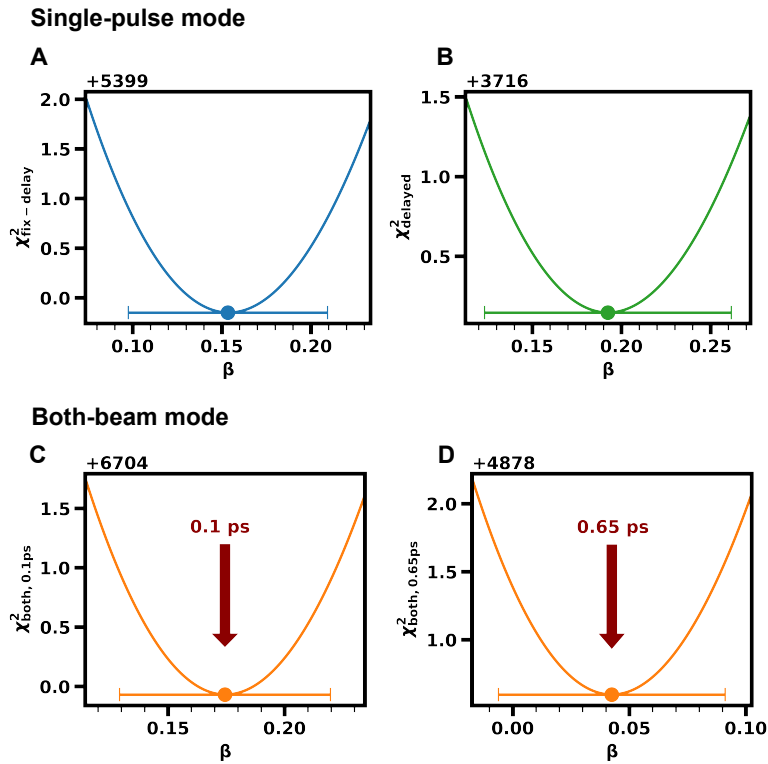 Single-pulse mode
A
+5399
2.0
1.5
1.0
0.5
0.0
χ²fix − delay
0.10 0.15 0.20
β
B
+3716
1.5
1.0
0.5
χ²delayed
0.15 0.20 0.25
β
Both-beam mode
C
+6704
1.5
1.0
0.5
0.0
χ²both, 0.1ps
0.1 ps
0.15 0.20
β
D
+4878
2.0
1.5
1.0
χ²both, 0.65ps
0.65 ps
0.00 0.05 0.10
β